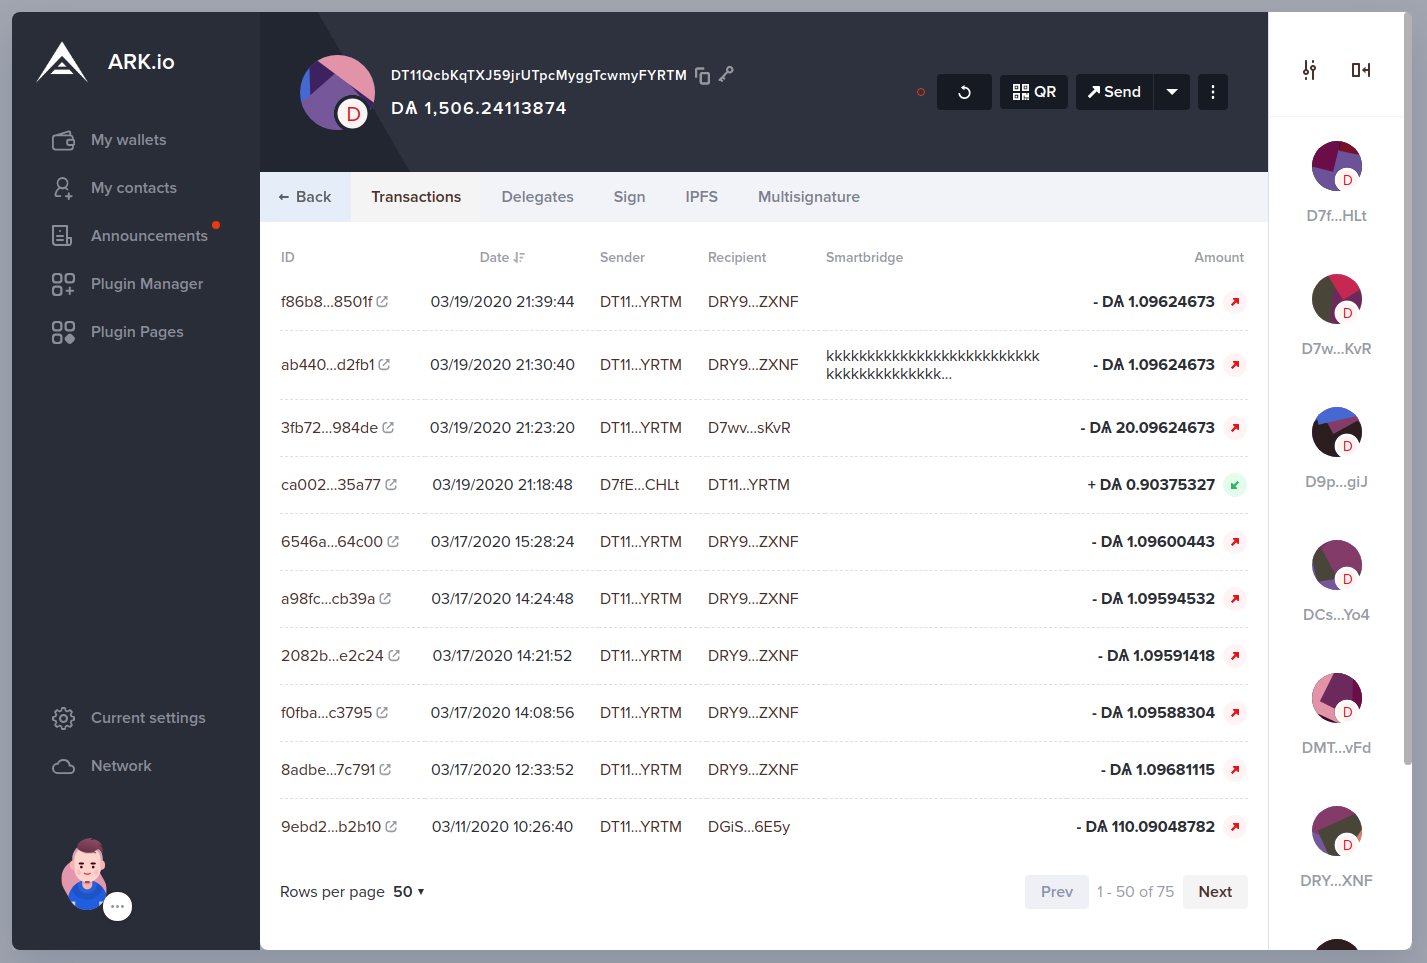 ARK.io
My wallets
My contacts
Announcements
Plugin Manager
Plugin Pages
Current settings
Network
DT11QcbKqTXJ59jrUTpcMyggTcwmyFYRTM
DѦ 1,506.24113874
D
QR
Send
← Back Transactions Delegates Sign IPFS Multisignature
ID Date Sender Recipient Smartbridge Amount
f86b8...8501f 03/19/2020 21:39:44 DT11...YRTM DRY9...ZXNF - DѦ 1.09624673
ab440...d2fb1 03/19/2020 21:30:40 DT11...YRTM DRY9...ZXNF kkkkkkkkkkkkkkkkkkkkkkkkkk - DѦ 1.09624673
kkkkkkkkkkkkkk...
3fb72...984de 03/19/2020 21:23:20 DT11...YRTM D7wv...sKvR - DѦ 20.09624673
ca002...35a77 03/19/2020 21:18:48 D7fE...CHLt DT11...YRTM + DѦ 0.90375327
6546a...64c00 03/17/2020 15:28:24 DT11...YRTM DRY9...ZXNF - DѦ 1.09600443
a98fc...cb39a 03/17/2020 14:24:48 DT11...YRTM DRY9...ZXNF - DѦ 1.09594532
2082b...e2c24 03/17/2020 14:21:52 DT11...YRTM DRY9...ZXNF - DѦ 1.09591418
f0fba...c3795 03/17/2020 14:08:56 DT11...YRTM DRY9...ZXNF - DѦ 1.09588304
8adbe...7c791 03/17/2020 12:33:52 DT11...YRTM DRY9...ZXNF - DѦ 1.09681115
9ebd2...b2b10 03/11/2020 10:26:40 DT11...YRTM DGiS...6E5y - DѦ 110.09048782
Rows per page 50 Prev 1 - 50 of 75 Next
D
D7f...HLt
D
D7w...KvR
D
D9p...giJ
D
DCs...Yo4
D
DMT...vFd
D
DRY...XNF